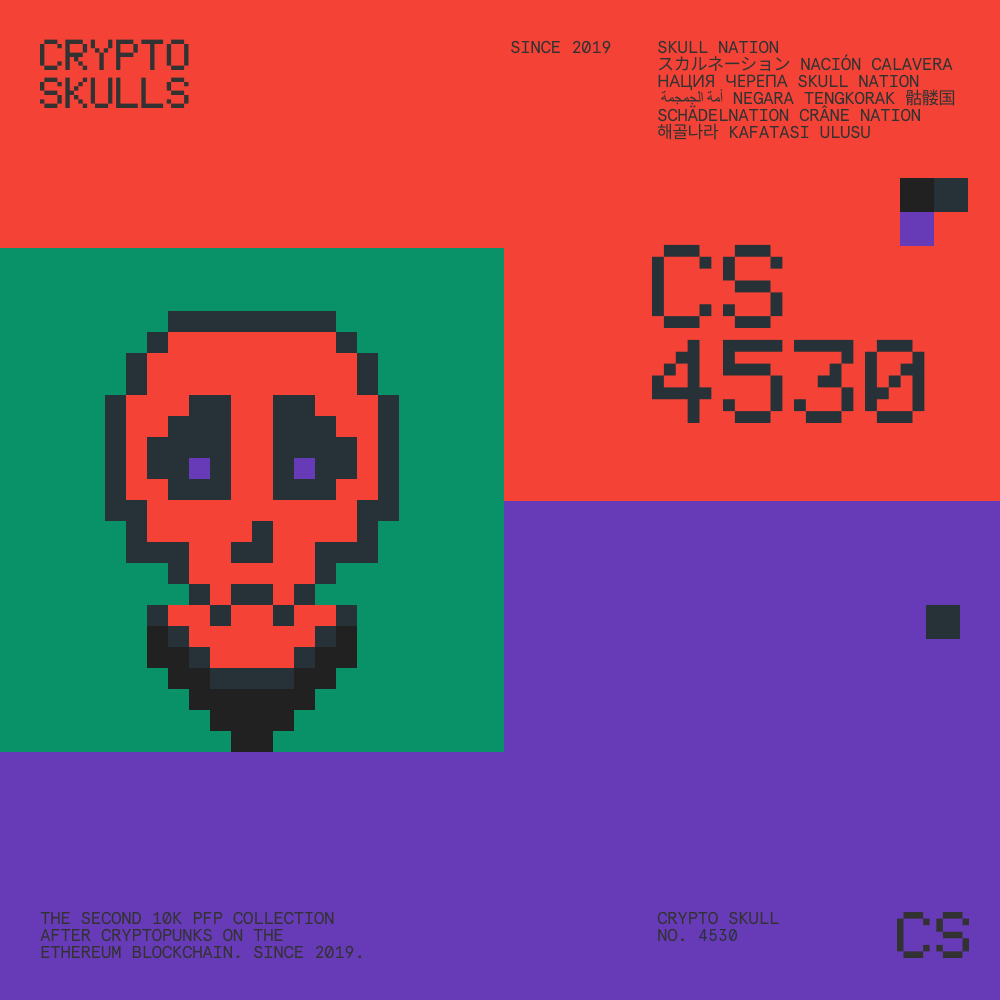 CRYPTO
SKULLS
SINCE 2019
SKULL NATION
スカルネーション NACIÓN CALAVERA
НАЦИЯ ЧЕРЕПА SKULL NATION
أمة الجمجمة NEGARA TENGKORAK 骷髅国
SCHÄDELNATION CRÂNE NATION
해골나라 KAFATASI ULUSU
CS
4530
THE SECOND 10K PFP COLLECTION
AFTER CRYPTOPUNKS ON THE
ETHEREUM BLOCKCHAIN. SINCE 2019.
CRYPTO SKULL
NO. 4530
CS